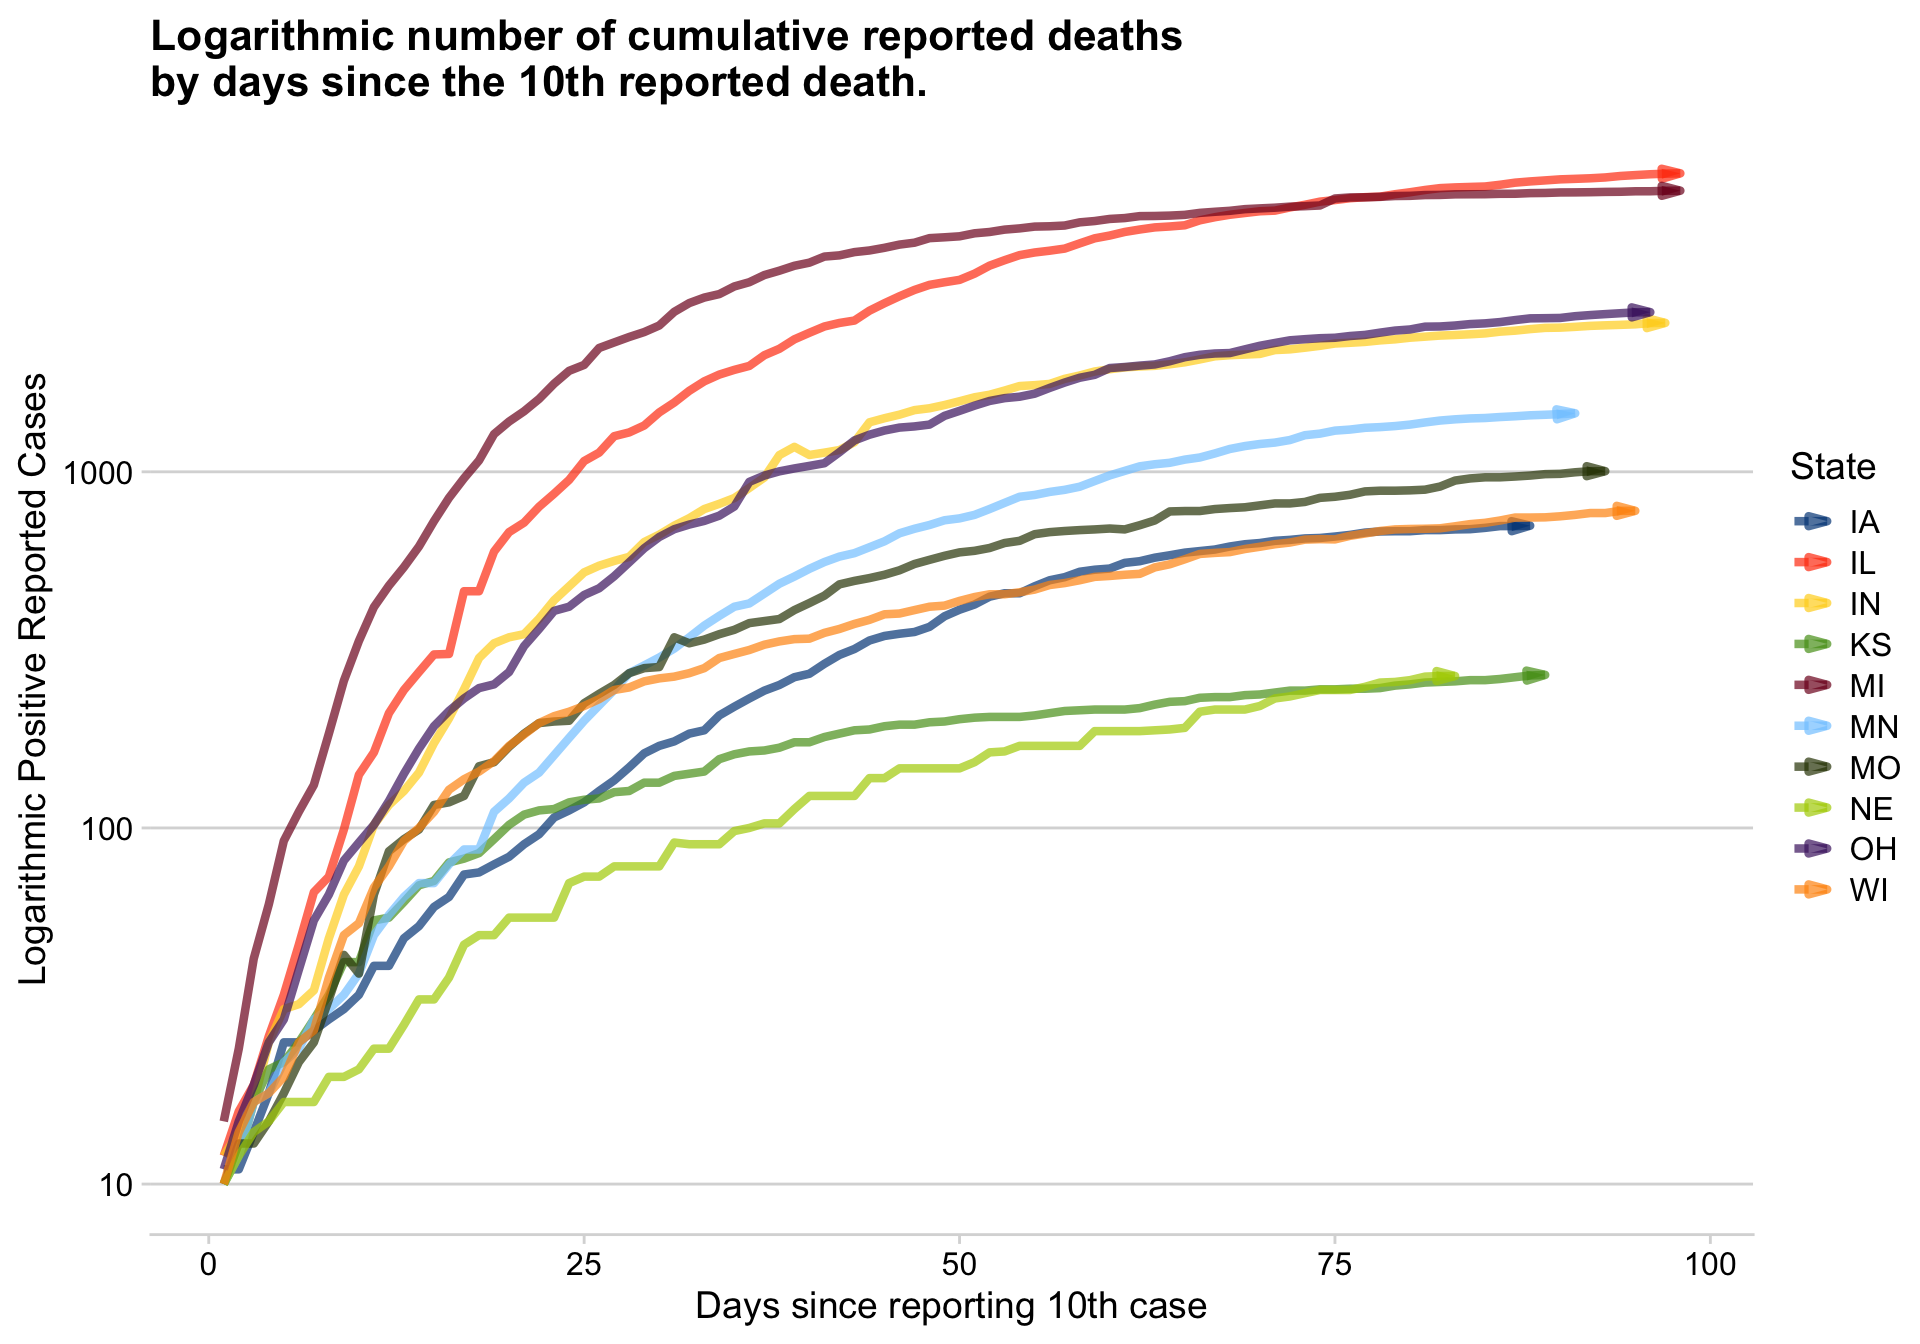 Logarithmic number of cumulative reported deaths
by days since the 10th reported death.
Logarithmic Positive Reported Cases
1000
100
10
0
25
50
75
100
Days since reporting 10th case
State
IA
IL
IN
KS
MI
MN
MO
NE
OH
WI